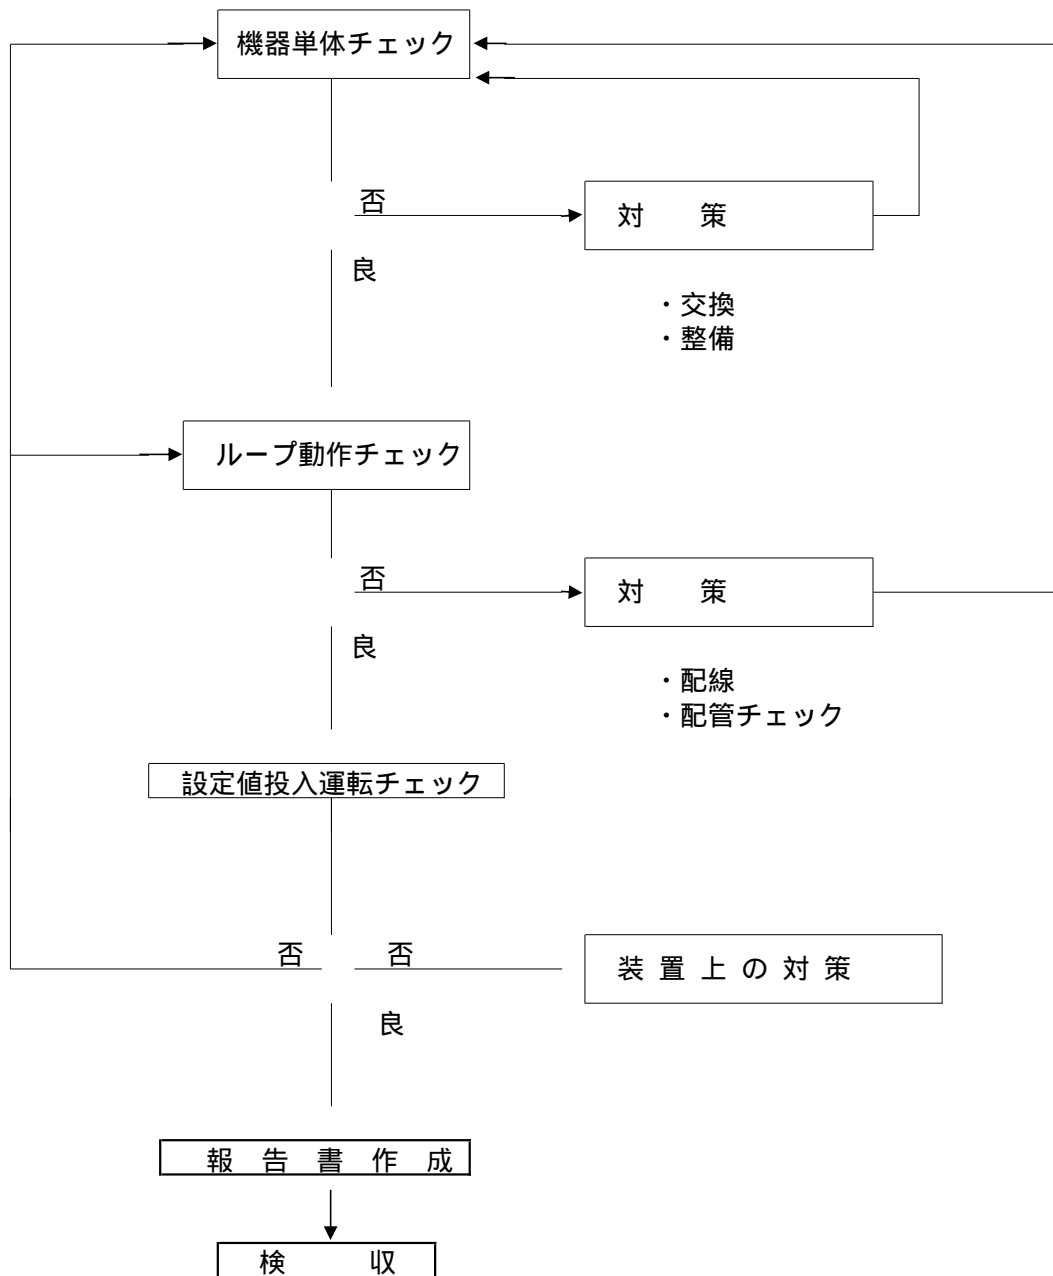 機器単体チェック
否
対　　策
良
・交換
・整備
ループ動作チェック
否
対　　策
良
・配線
・配管チェック
設定値投入運転チェック
否
否
装 置 上 の 対 策
良
報　告　書　作　成
検　　　収